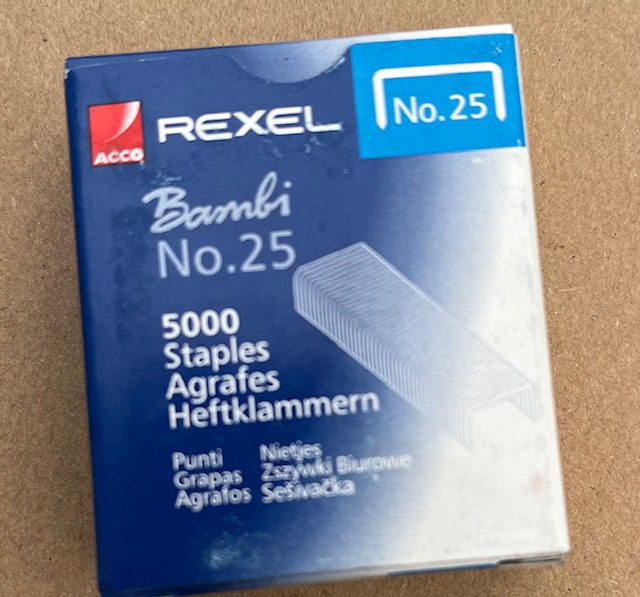 ACCO
REXEL
No. 25
Bambi
No.25
5000
Staples
Agrafes
Heftklammern
Punti
Grapas
Agrafos
Nietjes
Zszywki Biurowe
Sešívačka